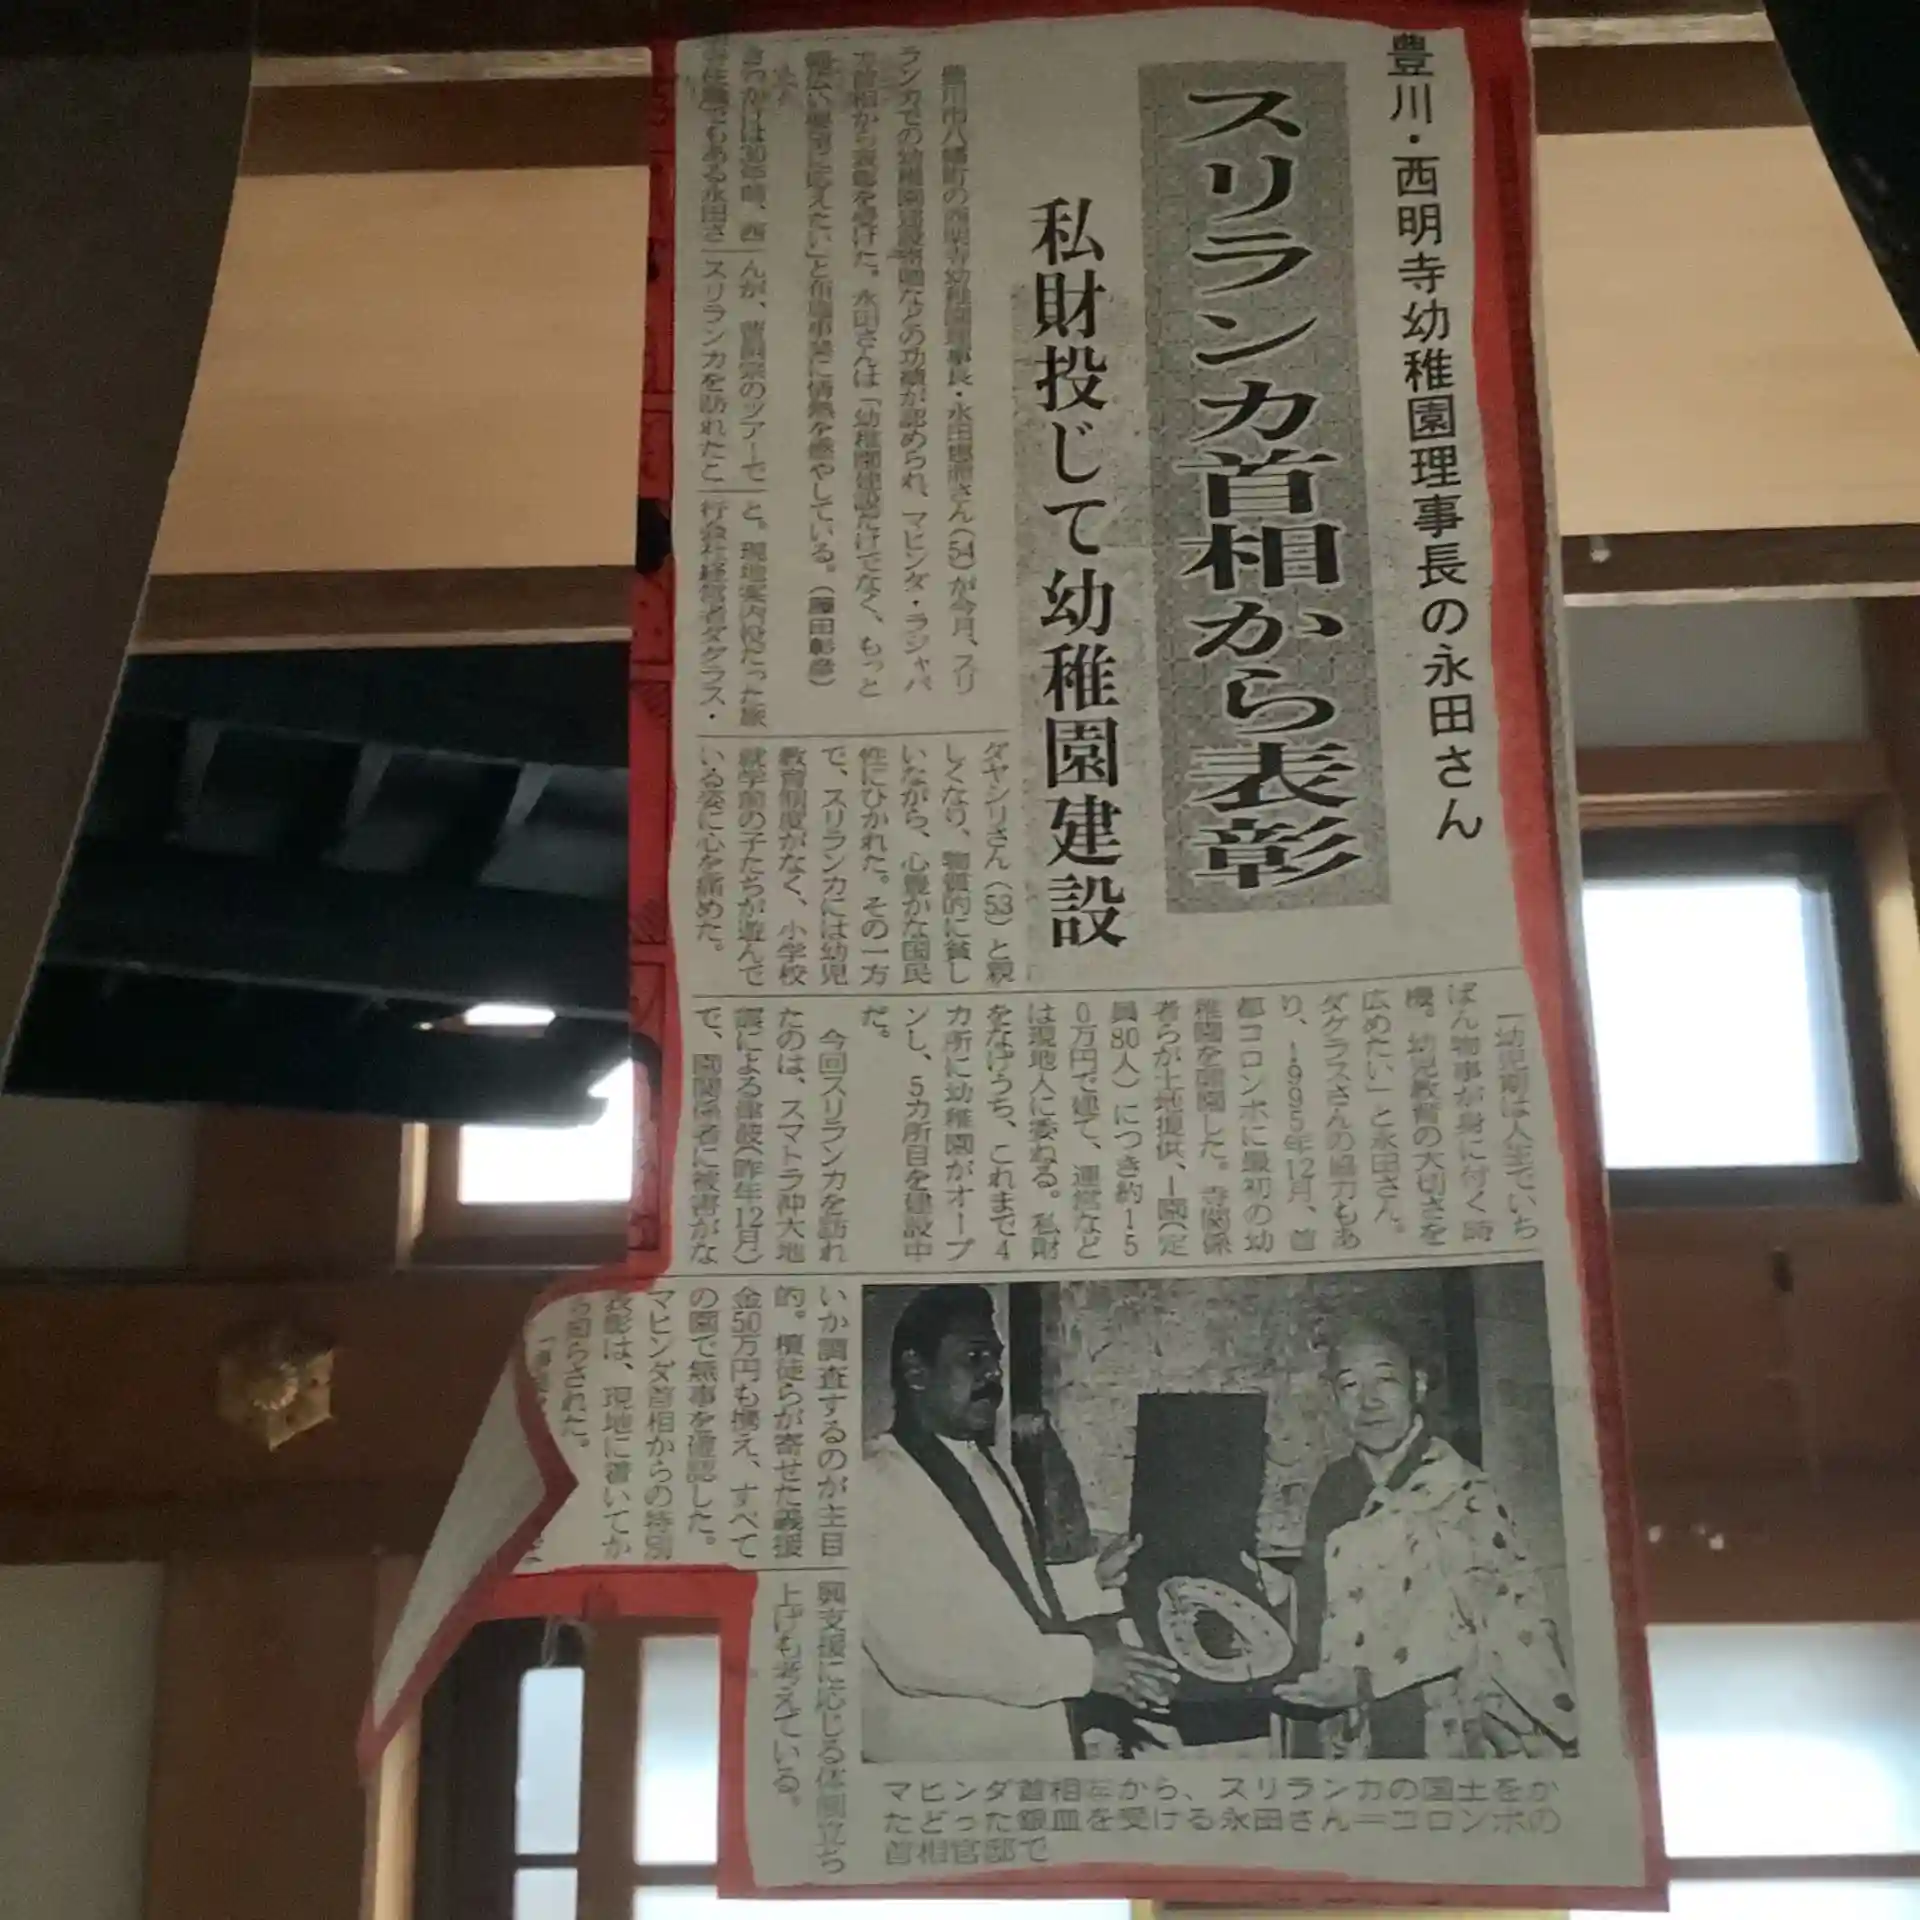 豊川・西明寺幼稚園理事長の永田さん
スリランカ首相から表彰
私財投じて幼稚園建設
豊川市八幡町の西明寺幼稚園理事長・永田さん(54)が今月、スリ
ランカでの幼稚園建設などの功績が認められ、マヒンダ・ラジャパ
首相から表彰を受けた。永田さんは「幼稚園建設だけでなく、もっと
に情熱を燃やしている。
きっかけは、西
住職でもある永田さ
んが、曹洞宗のツアーで
スリランカを訪れたこ
と。現地案内役だった旅
行会社経営者ダグラス・
ダヤシリさん(53)と親
しくなり、物質的に貧し
いながら、心豊かな国民
性にひかれた。その一方
で、スリランカには幼児
教育制度がなく、小学校
就学前の子たちが遊んで
いる姿に心を痛めた。
「幼児期は人生でいち
ばん物事が身に付く時
機。幼児教育の大切さを
広めたい」と永田さん。
ダグラスさんの協力もあ
り、1995年12月、首
都コロンボに最初の幼
稚園を開園した。寺関係
者らが土地提供、1園(定
員80人)につき約15
0万円で建て、運営など
は現地人に委ねる。私財
をなげうち、これまで4
カ所に幼稚園がオープ
ンし、5カ所目を建設中
だ。
今回スリランカを訪れ
たのは、スマトラ沖大地
震による津波(昨年12月)
で、園関係者に被害がな
いか調査するのが主目
的。檀徒らが寄せた義援
金50万円も携え、すべて
の園で無事を確認した。
マヒンダ首相からの特別
表彰は、現地に着いてか
ら知らされた。
興支援に応じる体制立ち
上げも考えている。
マヒンダ首相左から、スリランカの国土をか
たどった銀皿を受ける永田さん＝コロンボの
首相官邸で